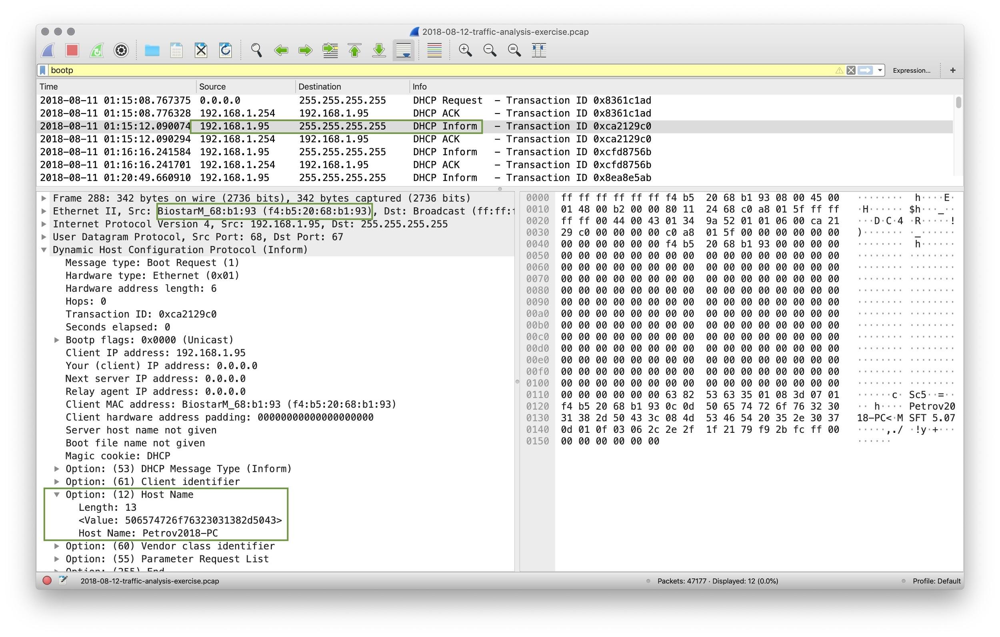 2018-08-12-traffic-analysis-exercise.pcap
bootp
Expression... +
Time Source Destination Info
2018-08-11 01:15:08.767375 0.0.0.0 255.255.255.255 DHCP Request - Transaction ID 0x8361c1ad
2018-08-11 01:15:08.776328 192.168.1.254 192.168.1.95 DHCP ACK - Transaction ID 0x8361c1ad
2018-08-11 01:15:12.090074 192.168.1.95 255.255.255.255 DHCP Inform - Transaction ID 0xca2129c0
2018-08-11 01:15:12.090294 192.168.1.254 192.168.1.95 DHCP ACK - Transaction ID 0xca2129c0
2018-08-11 01:16:16.241584 192.168.1.95 255.255.255.255 DHCP Inform - Transaction ID 0xcfd8756b
2018-08-11 01:16:16.241701 192.168.1.254 192.168.1.95 DHCP ACK - Transaction ID 0xcfd8756b
2018-08-11 01:20:49.660910 192.168.1.95 255.255.255.255 DHCP Inform - Transaction ID 0x8ea8e5ab
Frame 288: 342 bytes on wire (2736 bits), 342 bytes captured (2736 bits)
Ethernet II, Src: BiostarM_68:b1:93 (f4:b5:20:68:b1:93), Dst: Broadcast (ff:ff:f
Internet Protocol Version 4, Src: 192.168.1.95, Dst: 255.255.255.255
User Datagram Protocol, Src Port: 68, Dst Port: 67
Dynamic Host Configuration Protocol (Inform)
Message type: Boot Request (1)
Hardware type: Ethernet (0x01)
Hardware address length: 6
Hops: 0
Transaction ID: 0xca2129c0
Seconds elapsed: 0
Bootp flags: 0x0000 (Unicast)
Client IP address: 192.168.1.95
Your (client) IP address: 0.0.0.0
Next server IP address: 0.0.0.0
Relay agent IP address: 0.0.0.0
Client MAC address: BiostarM_68:b1:93 (f4:b5:20:68:b1:93)
Client hardware address padding: 00000000000000000000
Server host name not given
Boot file name not given
Magic cookie: DHCP
Option: (53) DHCP Message Type (Inform)
Option: (61) Client identifier
Option: (12) Host Name
Length: 13
<Value: 506574726f76323031382d5043>
Host Name: Petrov2018-PC
Option: (60) Vendor class identifier
Option: (55) Parameter Request List
Option: (255) End
0000 ff ff ff ff ff ff f4 b5 20 68 b1 93 08 00 45 00 ········ h····E·
0010 01 48 00 b2 00 00 80 11 24 68 c0 a8 01 5f ff ff ·H······ $h···_··
0020 ff ff 00 44 00 43 01 34 9a 52 01 01 06 00 ca 21 ···D·C·4 ·R·····!
0030 29 c0 00 00 00 00 c0 a8 01 5f 00 00 00 00 00 00 )······· ·_······
0040 00 00 00 00 00 00 f4 b5 20 68 b1 93 00 00 00 00 ········ h······
0050 00 00 00 00 00 00 00 00 00 00 00 00 00 00 00 00 ········ ········
0060 00 00 00 00 00 00 00 00 00 00 00 00 00 00 00 00 ········ ········
0070 00 00 00 00 00 00 00 00 00 00 00 00 00 00 00 00 ········ ········
0080 00 00 00 00 00 00 00 00 00 00 00 00 00 00 00 00 ········ ········
0090 00 00 00 00 00 00 00 00 00 00 00 00 00 00 00 00 ········ ········
00a0 00 00 00 00 00 00 00 00 00 00 00 00 00 00 00 00 ········ ········
00b0 00 00 00 00 00 00 00 00 00 00 00 00 00 00 00 00 ········ ········
00c0 00 00 00 00 00 00 00 00 00 00 00 00 00 00 00 00 ········ ········
00d0 00 00 00 00 00 00 00 00 00 00 00 00 00 00 00 00 ········ ········
00e0 00 00 00 00 00 00 00 00 00 00 00 00 00 00 00 00 ········ ········
00f0 00 00 00 00 00 00 00 00 00 00 00 00 00 00 00 00 ········ ········
0100 00 00 00 00 00 00 00 00 00 00 00 00 00 00 00 00 ········ ········
0110 00 00 00 00 00 00 63 82 53 63 35 01 08 3d 07 01 ······c· Sc5··=··
0120 f4 b5 20 68 b1 93 0c 0d 50 65 74 72 6f 76 32 30 ·· h···· Petrov20
0130 31 38 2d 50 43 3c 08 4d 53 46 54 20 35 2e 30 37 18-PC<·M SFT 5.07
0140 0d 01 0f 03 06 2c 2e 2f 1f 21 79 f9 2b fc ff 00 ·····,./ ·!y·+···
0150 00 00 00 00 00 00 ······
2018-08-12-traffic-analysis-exercise.pcap Packets: 47177 · Displayed: 12 (0.0%) Profile: Default